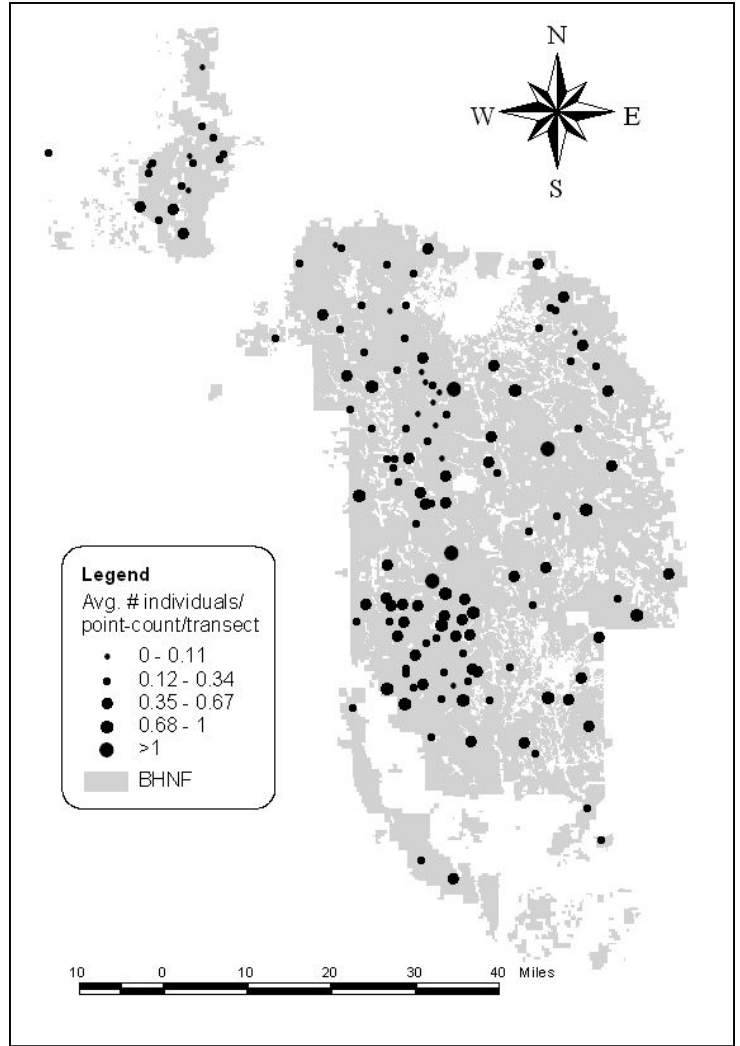 N
W E
S
Legend
Avg. # individuals/
point-count/transect
0 - 0.11
0.12 - 0.34
0.35 - 0.67
0.68 - 1
>1
BHNF
10 0 10 20 30 40 Miles